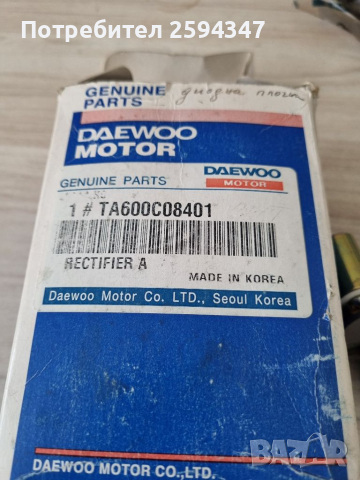 Потребител 2594347
GENUINE
PARTS
диодна плоча
DAEWOO
MOTOR
GENUINE PARTS
DAEWOO
MOTOR
1 # TA600C08401
RECTIFIER A
MADE IN KOREA
Daewoo Motor Co. LTD., Seoul Korea
BAZAR
DAEWOO MOTOR CO.,LTD.